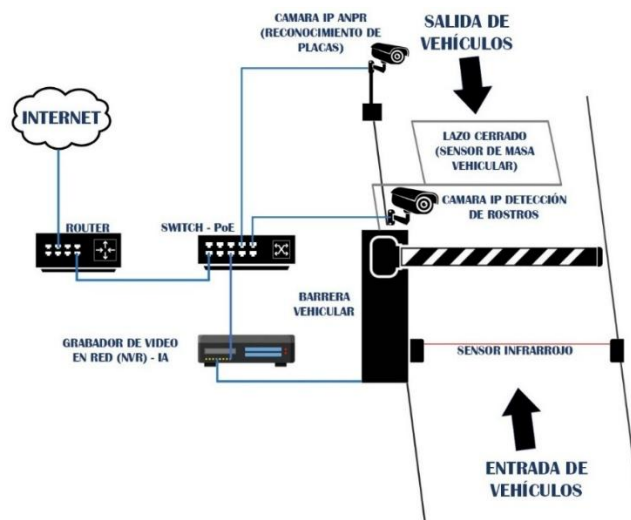 CAMARA IP ANPR
(RECONOCIMIENTO DE
PLACAS)
SALIDA DE
VEHÍCULOS
INTERNET
LAZO CERRADO
(SENSOR DE MASA
VEHICULAR)
CAMARA IP DETECCIÓN
DE ROSTROS
ROUTER
SWITCH - PoE
BARRERA
VEHICULAR
GRABADOR DE VIDEO
EN RED (NVR) - IA
SENSOR INFRARROJO
ENTRADA DE
VEHÍCULOS